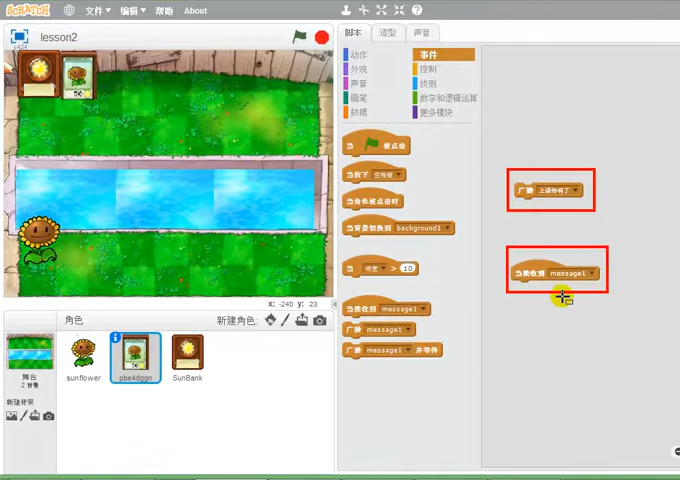 SCRATCH 文件 编辑 帮助 About
lesson2
v424
50
50
x: -240 y: 23
角色 新建角色:
舞台
2 背景
新建背景
sunflower
pbe4dggn
SunBank
脚本 造型 声音
动作 事件
外观 控制
声音 侦测
画笔 数字和逻辑运算
数据 更多模块
当 被点击
当按下 空格键
当角色被点击时
当背景切换到 background1
当 响度 > 10
当接收到 message1
广播 message1
广播 message1 并等待
广播 上课铃响了
当接收到 message1